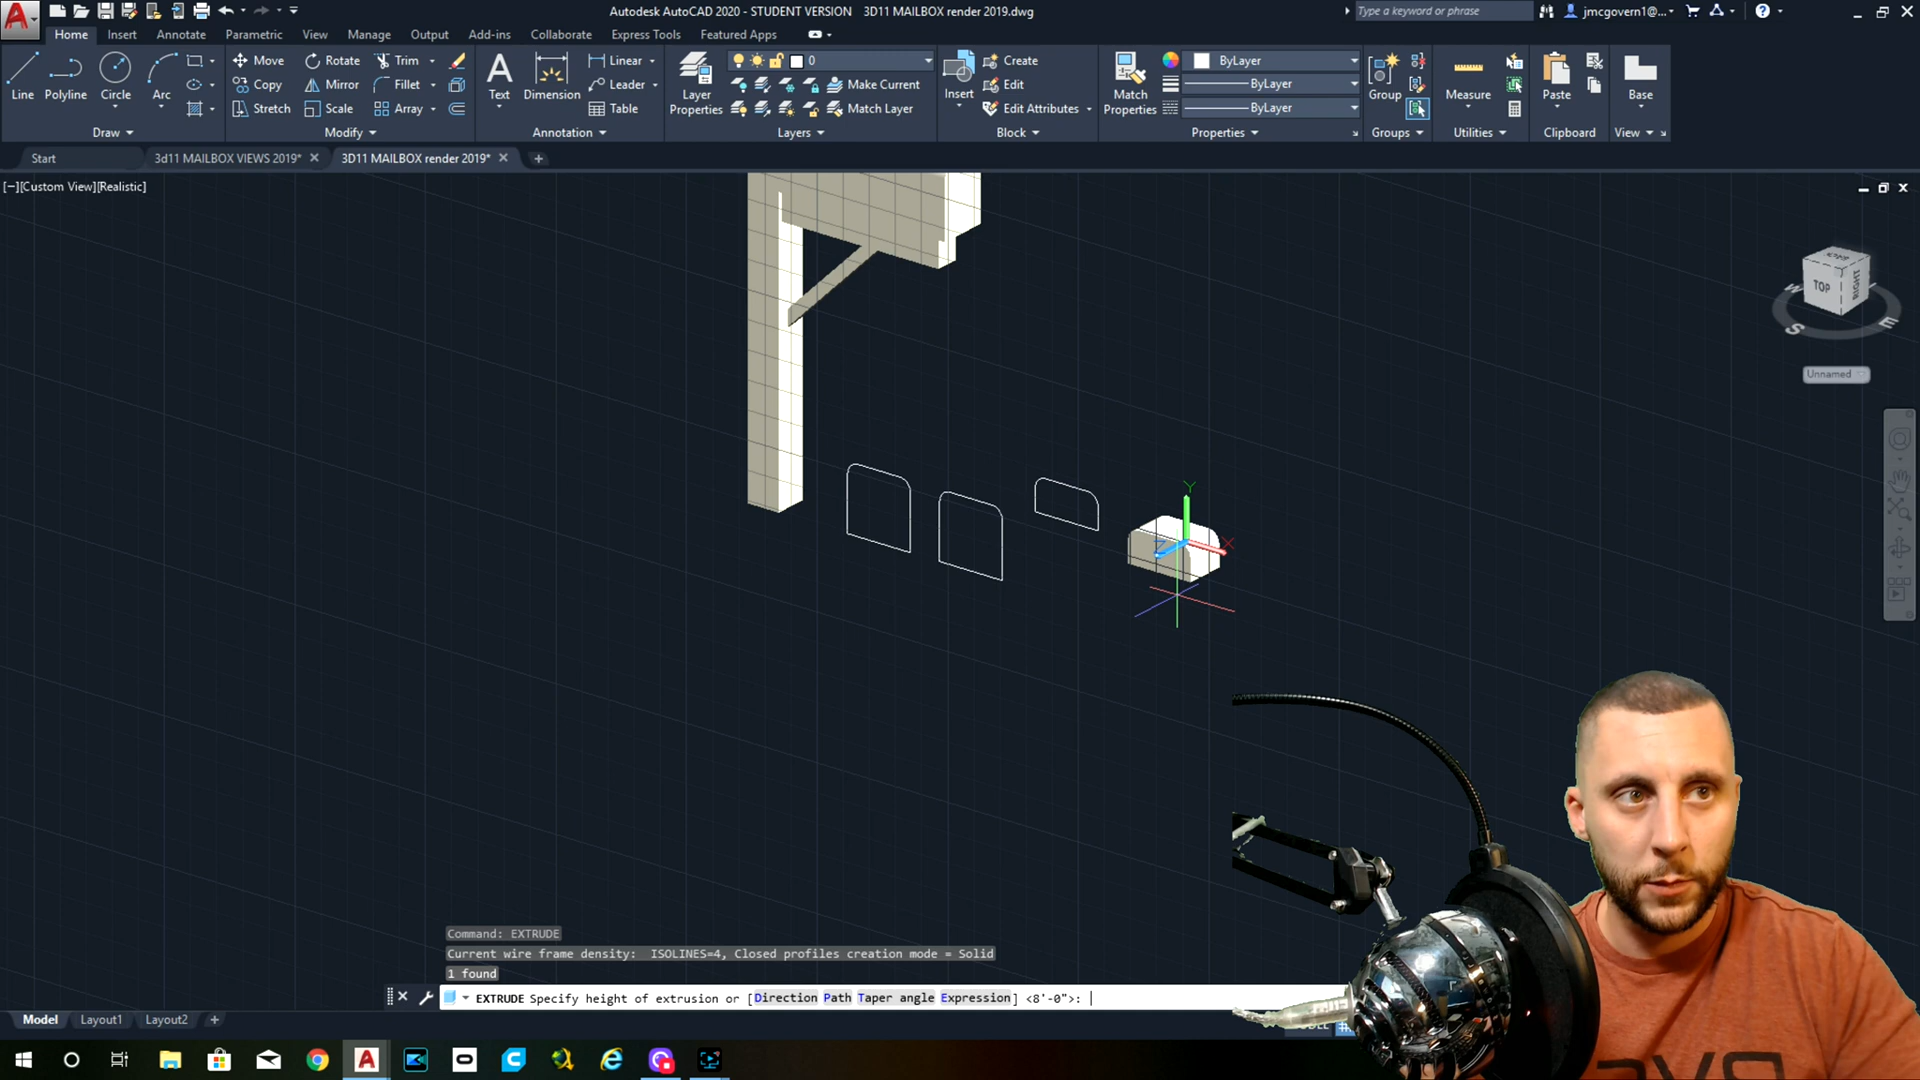 Autodesk AutoCAD 2020 - STUDENT VERSION 3D11 MAILBOX render 2019.dwg
Type a keyword or phrase
jmcgovern1@...
Home Insert Annotate Parametric View Manage Output Add-ins Collaborate Express Tools Featured Apps
Line Polyline Circle Arc
Move Rotate Trim
Copy Mirror Fillet
Stretch Scale Array
Text Dimension
Linear
Leader
Table
Layer Properties
0
Make Current
Match Layer
Insert
Create
Edit
Edit Attributes
Match Properties
ByLayer
ByLayer
ByLayer
Group
Measure
Paste
Base
Draw Modify Annotation Layers Block Properties Groups Utilities Clipboard View
Start 3d11 MAILBOX VIEWS 2019* 3D11 MAILBOX render 2019*
[−][Custom View][Realistic]
TOP
RIGHT
BACK
W
S
E
Unnamed
Y
X
Z
Command: EXTRUDE
Current wire frame density: ISOLINES=4, Closed profiles creation mode = Solid
1 found
EXTRUDE Specify height of extrusion or [Direction Path Taper angle Expression] <8'-0">:
Model Layout1 Layout2